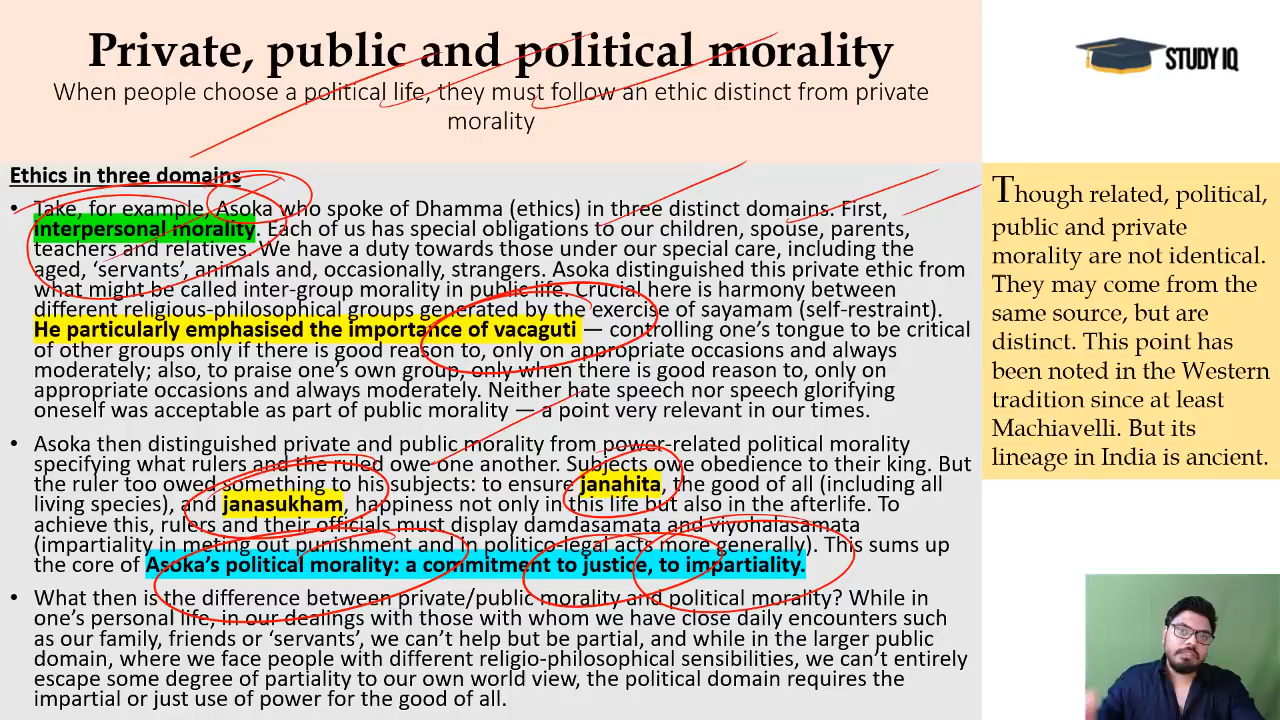 Private, public and political morality
When people choose a political life, they must follow an ethic distinct from private
morality
STUDY IQ
Ethics in three domains
• Take, for example, Asoka who spoke of Dhamma (ethics) in three distinct domains. First,
interpersonal morality. Each of us has special obligations to our children, spouse, parents,
teachers and relatives. We have a duty towards those under our special care, including the
aged, ‘servants’, animals and, occasionally, strangers. Asoka distinguished this private ethic from
what might be called inter-group morality in public life. Crucial here is harmony between
different religious-philosophical groups generated by the exercise of sayamam (self-restraint).
He particularly emphasised the importance of vacaguti — controlling one’s tongue to be critical
of other groups only if there is good reason to, only on appropriate occasions and always
moderately; also, to praise one’s own group, only when there is good reason to, only on
appropriate occasions and always moderately. Neither hate speech nor speech glorifying
oneself was acceptable as part of public morality — a point very relevant in our times.
• Asoka then distinguished private and public morality from power-related political morality
specifying what rulers and the ruled owe one another. Subjects owe obedience to their king. But
the ruler too owed something to his subjects: to ensure janahita, the good of all (including all
living species), and janasukham, happiness not only in this life but also in the afterlife. To
achieve this, rulers and their officials must display damdasamata and viyohalasamata
(impartiality in meting out punishment and in politico-legal acts more generally). This sums up
the core of Asoka’s political morality: a commitment to justice, to impartiality.
• What then is the difference between private/public morality and political morality? While in
one’s personal life, in our dealings with those with whom we have close daily encounters such
as our family, friends or ‘servants’, we can’t help but be partial, and while in the larger public
domain, where we face people with different religio-philosophical sensibilities, we can’t entirely
escape some degree of partiality to our own world view, the political domain requires the
impartial or just use of power for the good of all.
Though related, political,
public and private
morality are not identical.
They may come from the
same source, but are
distinct. This point has
been noted in the Western
tradition since at least
Machiavelli. But its
lineage in India is ancient.